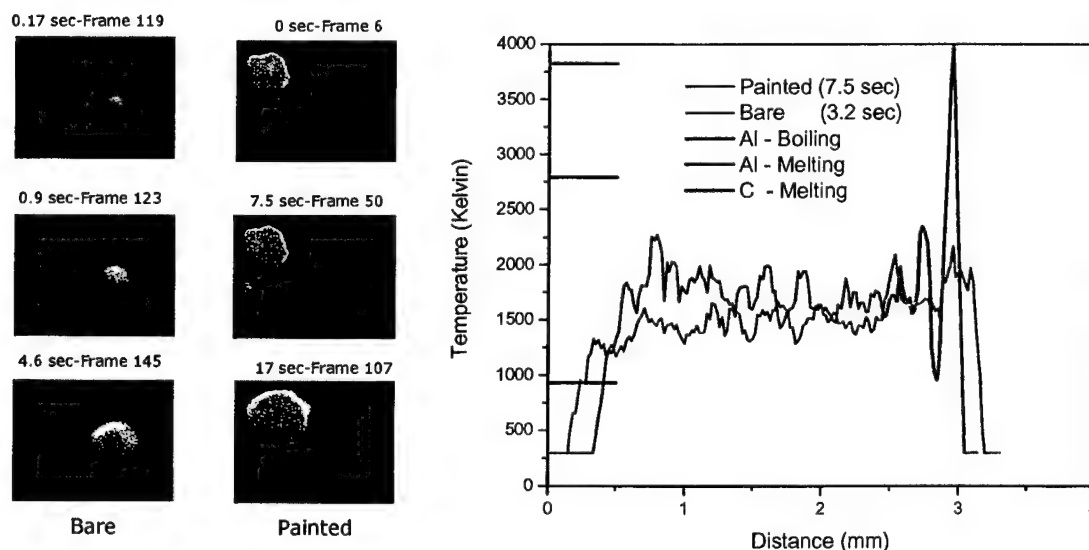 0.17 sec-Frame 119
0 sec-Frame 6
0.9 sec-Frame 123
7.5 sec-Frame 50
4.6 sec-Frame 145
17 sec-Frame 107
Bare
Painted
4000
3500
3000
2500
2000
1500
1000
500
0
Temperature (Kelvin)
Painted (7.5 sec)
Bare (3.2 sec)
Al - Boiling
Al - Melting
C - Melting
0
1
2
3
Distance (mm)